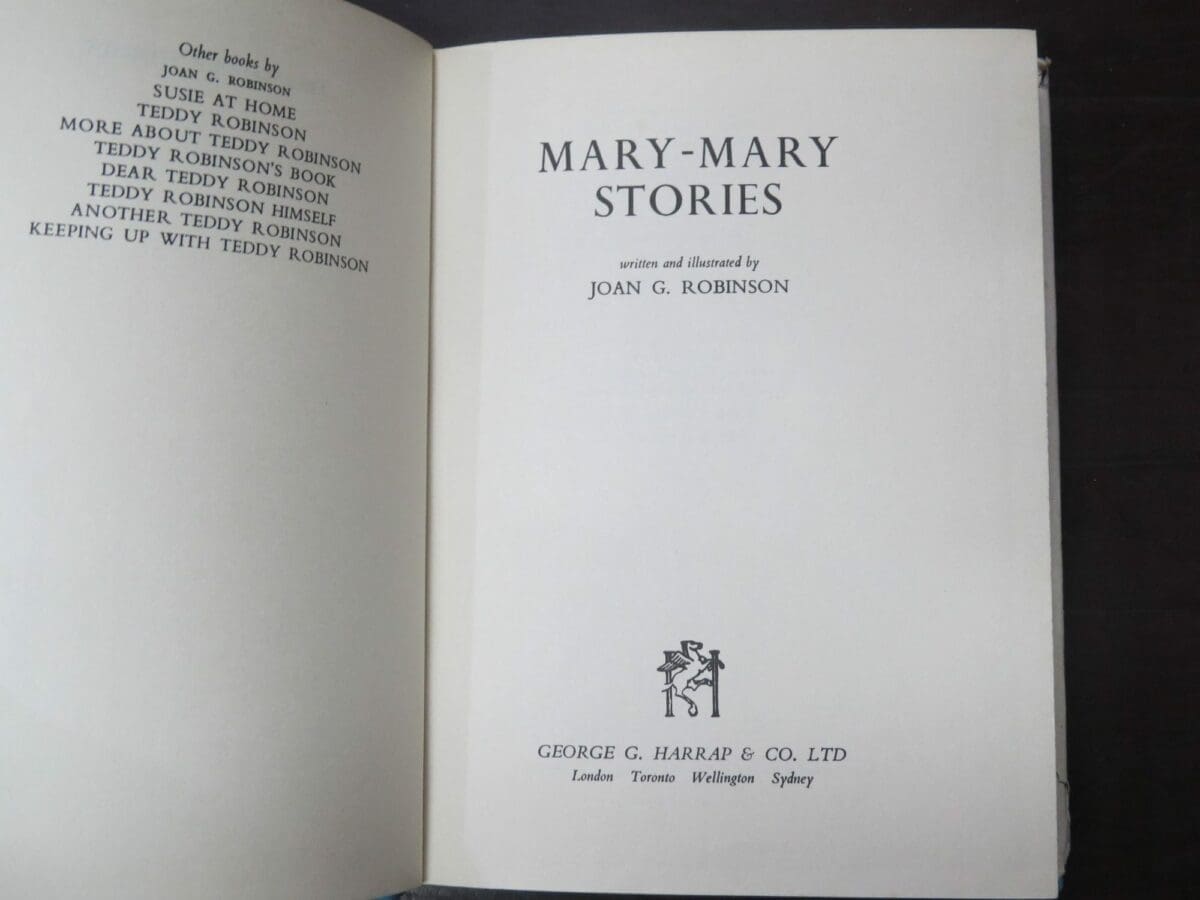 Other books by
JOAN G. ROBINSON
SUSIE AT HOME
TEDDY ROBINSON
MORE ABOUT TEDDY ROBINSON
TEDDY ROBINSON'S BOOK
DEAR TEDDY ROBINSON
TEDDY ROBINSON HIMSELF
ANOTHER TEDDY ROBINSON
KEEPING UP WITH TEDDY ROBINSON
MARY-MARY
STORIES
written and illustrated by
JOAN G. ROBINSON
GEORGE G. HARRAP & CO. LTD
London Toronto Wellington Sydney